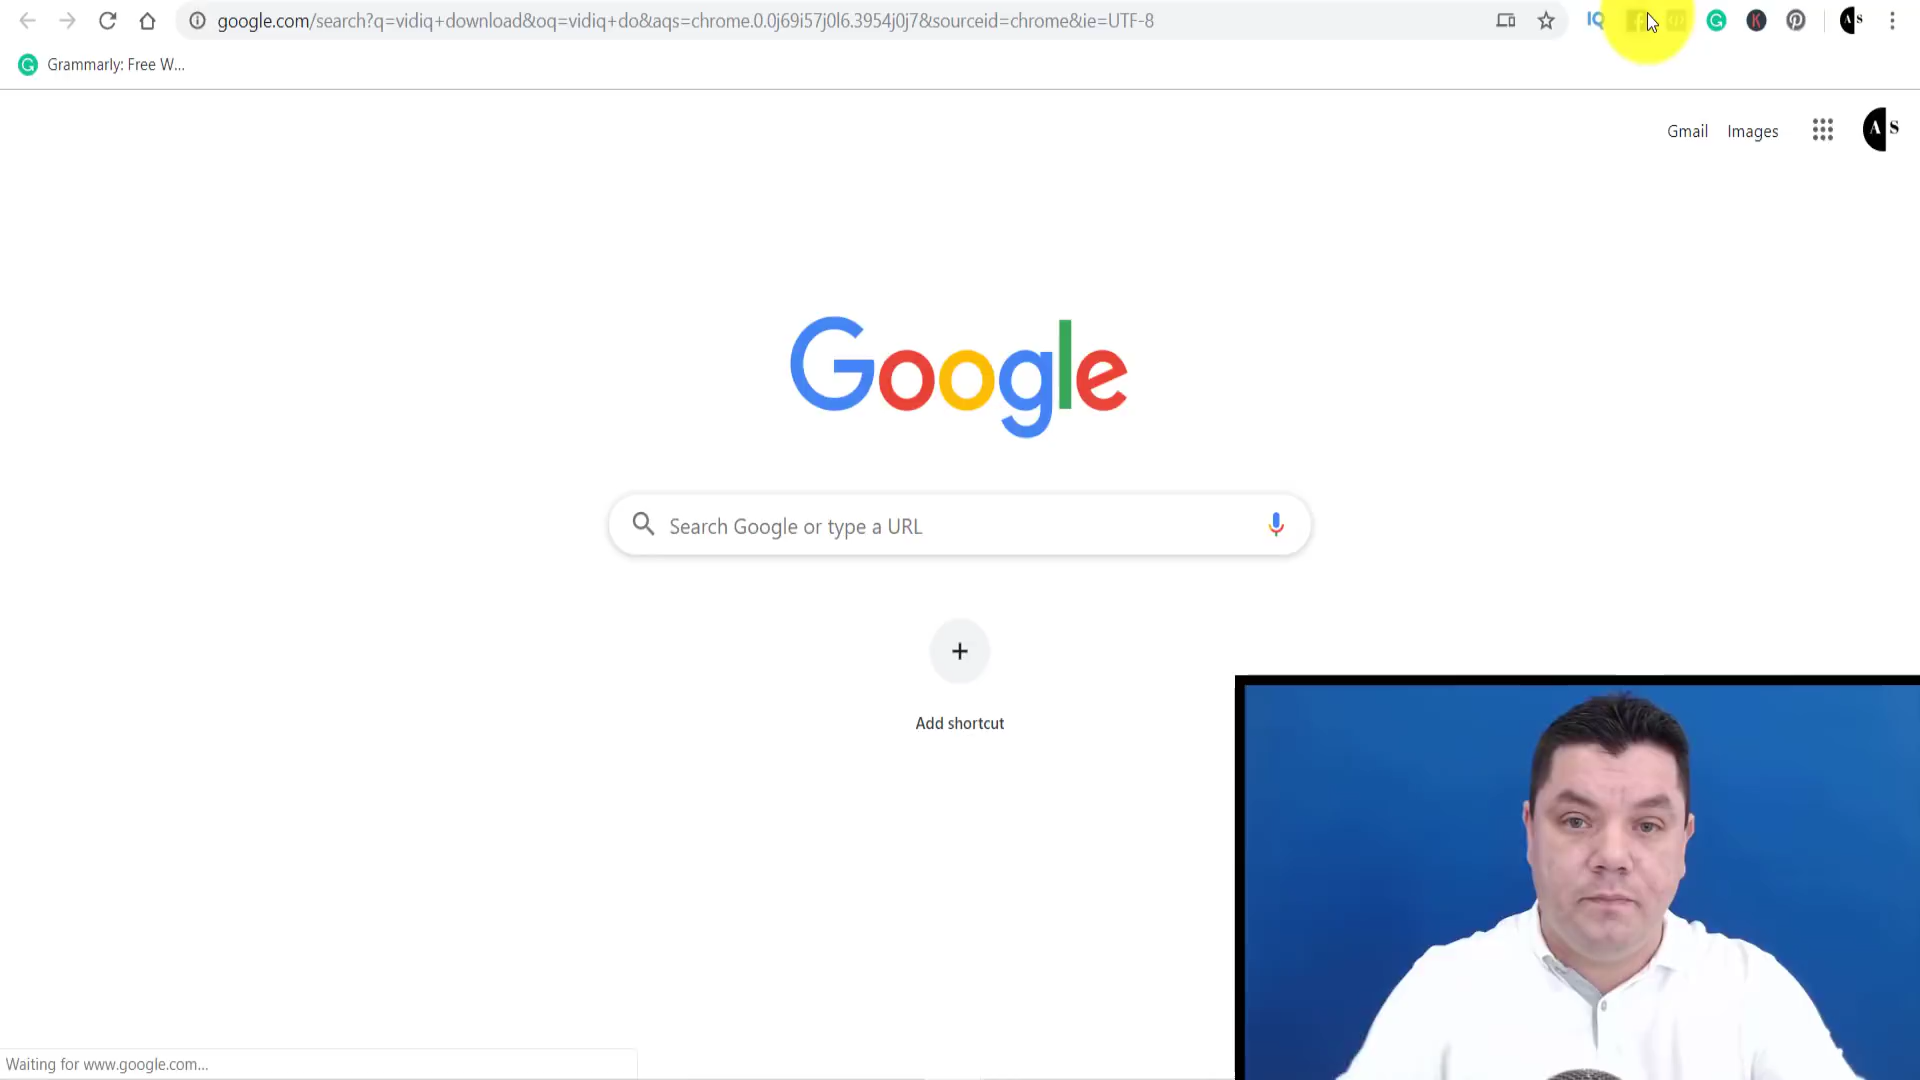 google.com/search?q=vidiq+download&oq=vidiq+do&aqs=chrome.0.0j69i57j0l6.3954j0j7&sourceid=chrome&ie=UTF-8
IQ
G
K
A S
Grammarly: Free W...
Gmail
Images
A S
Google
Search Google or type a URL
+
Add shortcut
Waiting for www.google.com...